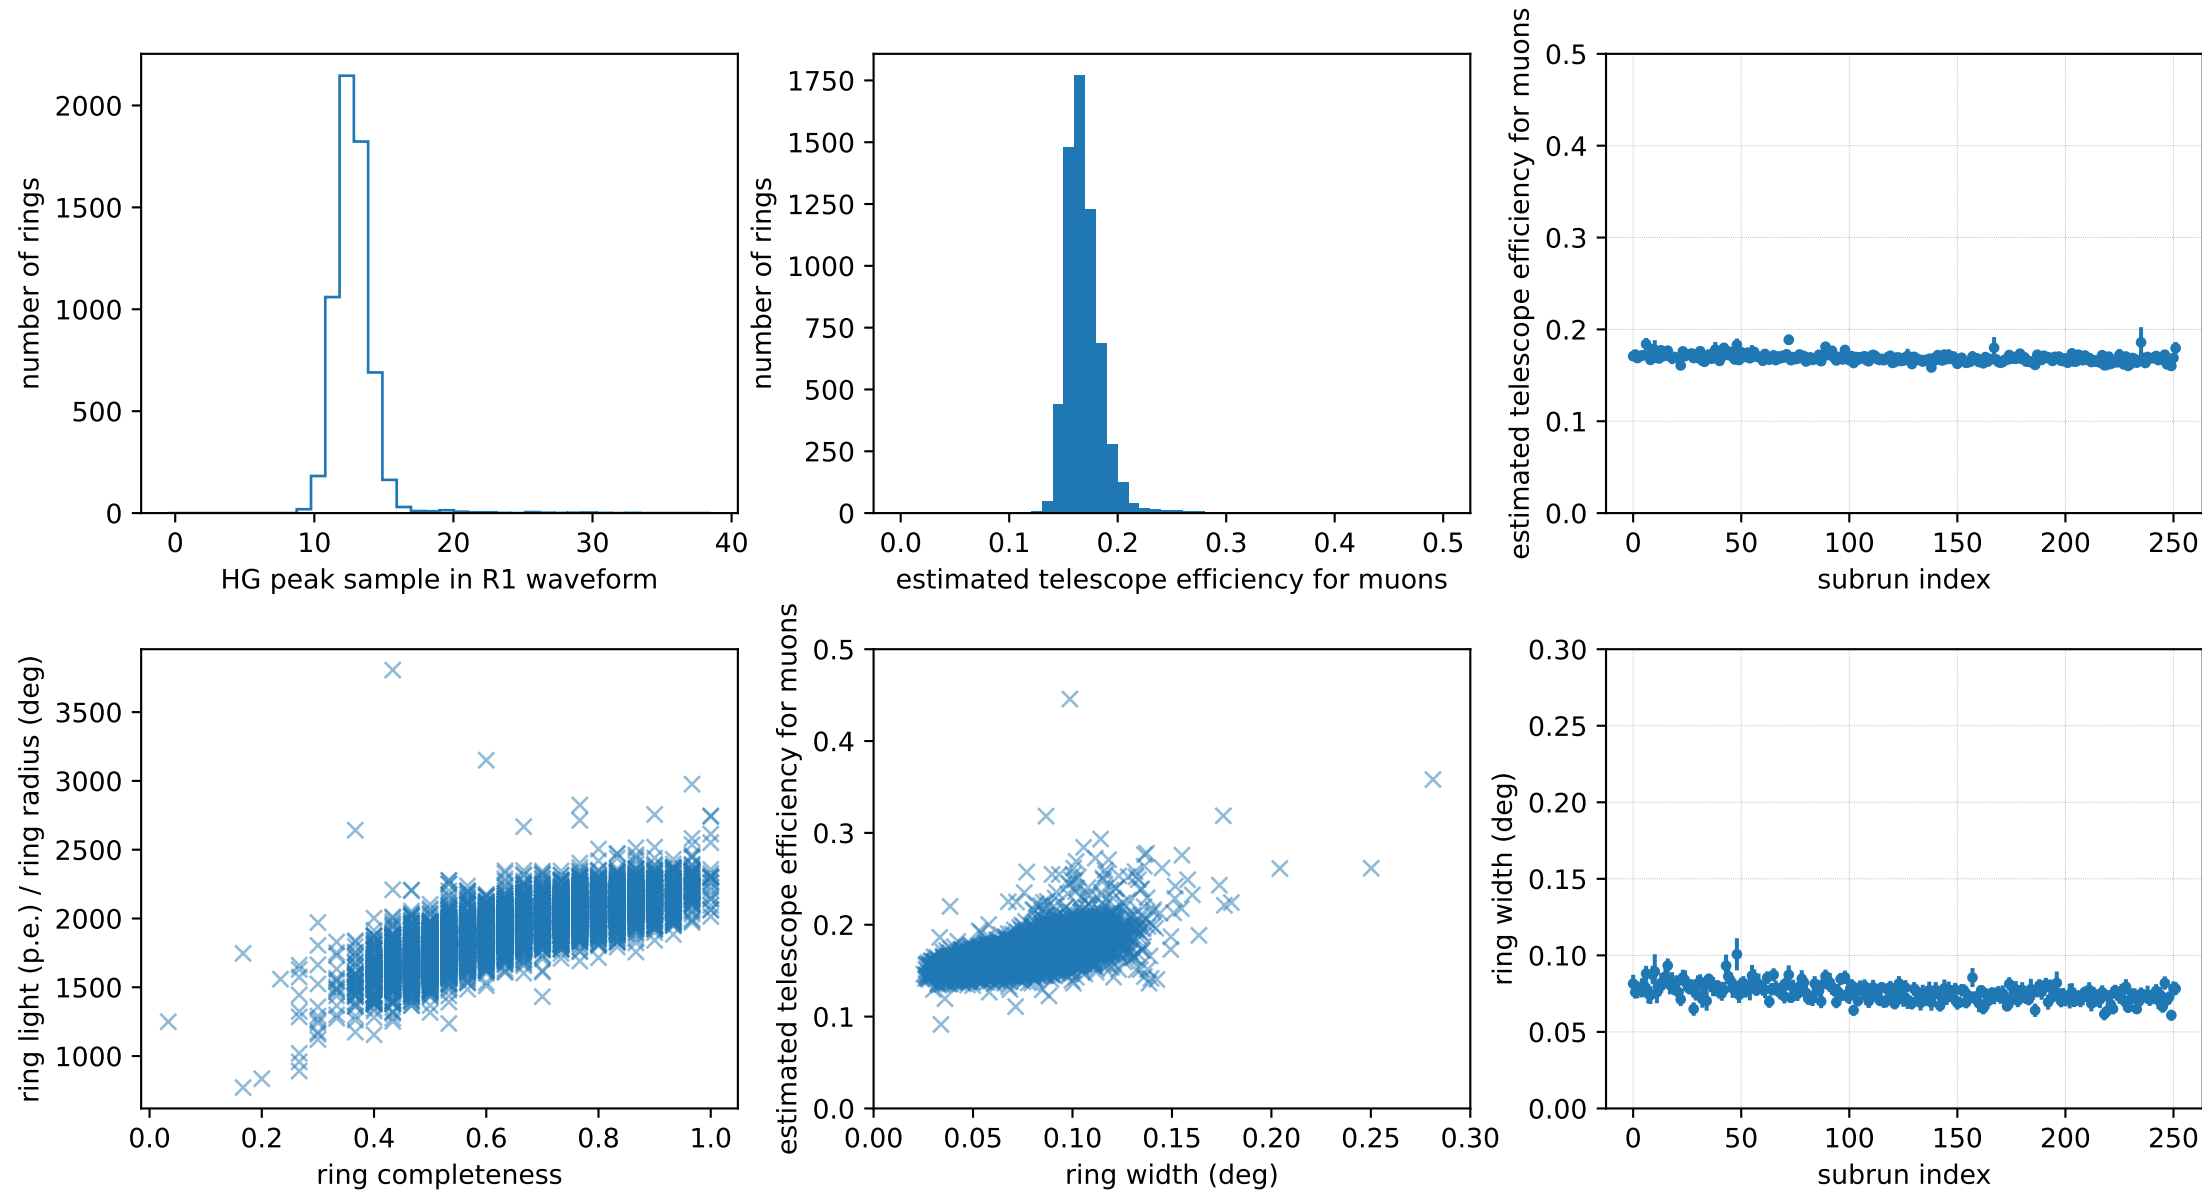 number of rings
2000
1500
1000
500
0
0 10 20 30 40
HG peak sample in R1 waveform
number of rings
1750
1500
1250
1000
750
500
250
0
0.0 0.1 0.2 0.3 0.4 0.5
estimated telescope efficiency for muons
estimated telescope efficiency for muons
0.5
0.4
0.3
0.2
0.1
0.0
0 50 100 150 200 250
subrun index
ring light (p.e.) / ring radius (deg)
3500
3000
2500
2000
1500
1000
0.0 0.2 0.4 0.6 0.8 1.0
ring completeness
estimated telescope efficiency for muons
0.5
0.4
0.3
0.2
0.1
0.0
0.00 0.05 0.10 0.15 0.20 0.25 0.30
ring width (deg)
ring width (deg)
0.30
0.25
0.20
0.15
0.10
0.05
0.00
0 50 100 150 200 250
subrun index